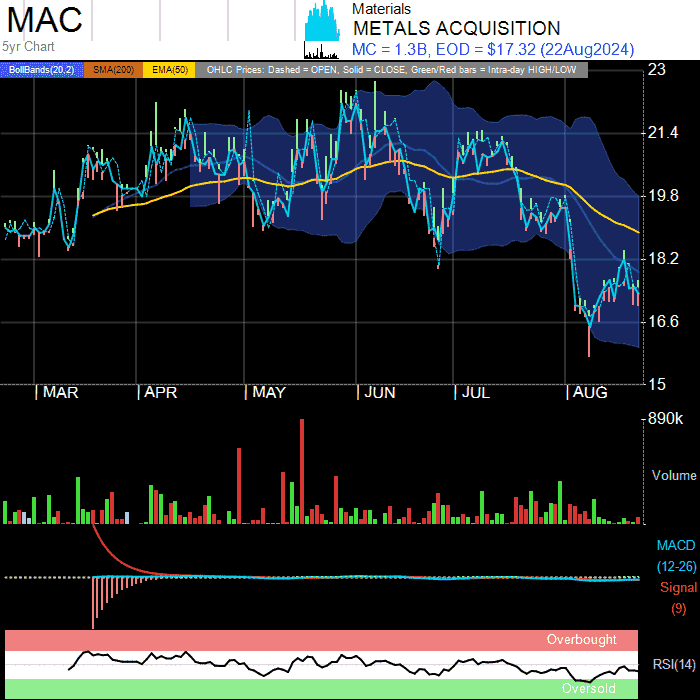 MAC
5yr Chart
Materials
METALS ACQUISITION
MC = 1.3B, EOD = $17.32 (22Aug2024)
BollBands(20,2) SMA(200) EMA(50) OHLC Prices: Dashed = OPEN, Solid = CLOSE, Green/Red bars = Intra-day HIGH/LOW
23
21.4
19.8
18.2
16.6
15
| MAR | APR | MAY | JUN | JUL | AUG
890k
Volume
MACD
(12-26)
Signal
(9)
Overbought
RSI(14)
Oversold